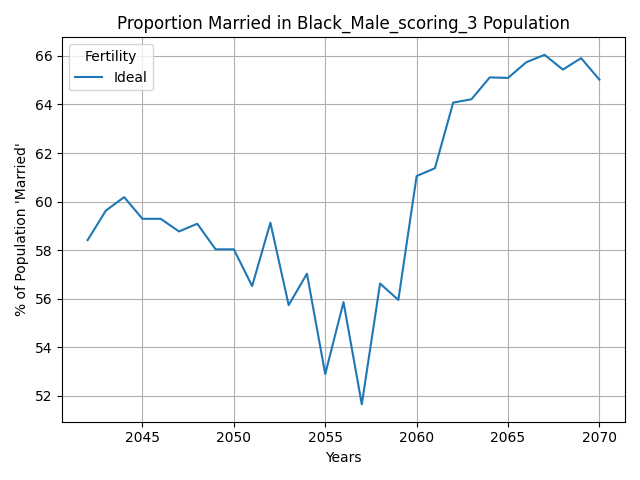 Proportion Married in Black_Male_scoring_3 Population
Fertility
Ideal
% of Population 'Married'
66
64
62
60
58
56
54
52
2045 2050 2055 2060 2065 2070
Years